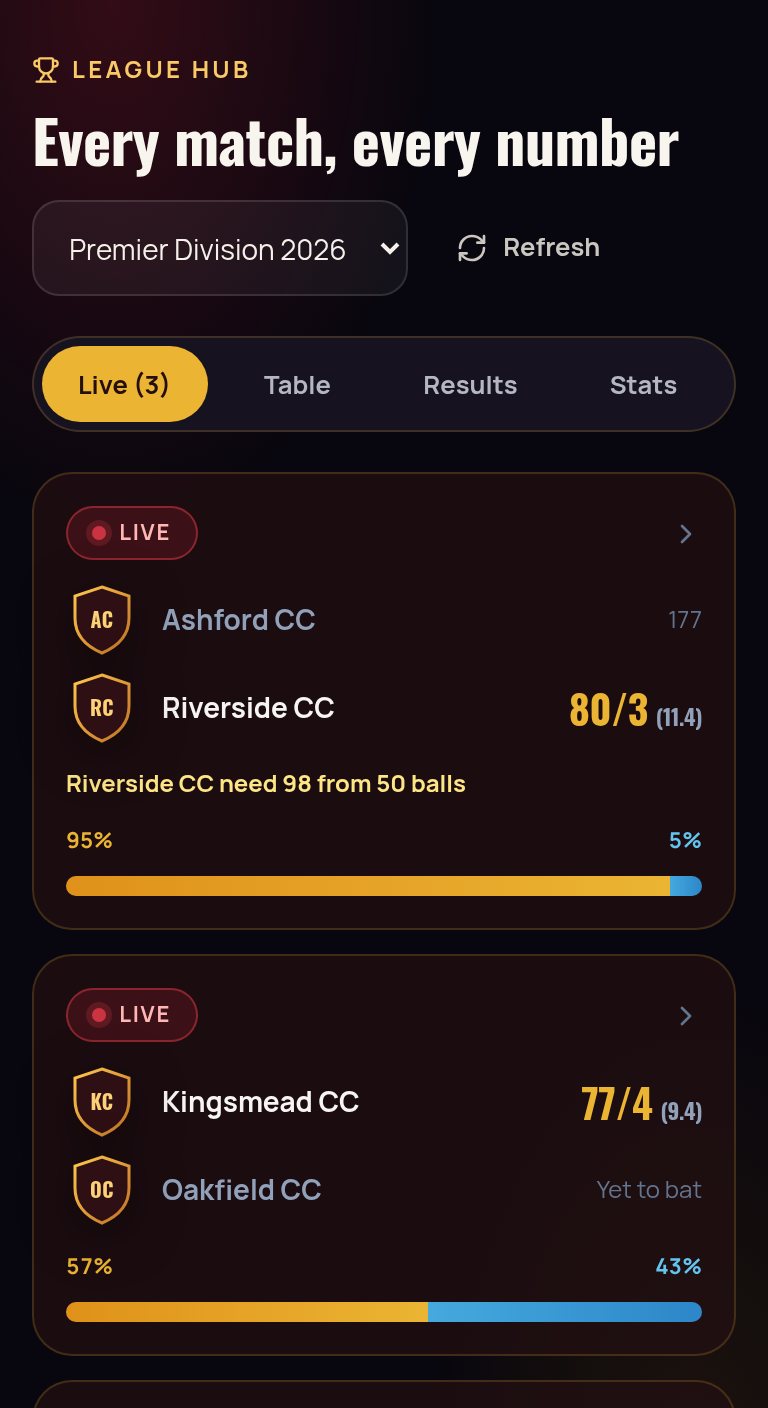 LEAGUE HUB
Every match, every number
Premier Division 2026
Refresh
Live (3) Table Results Stats
LIVE
AC Ashford CC 177
RC Riverside CC 80/3 (11.4)
Riverside CC need 98 from 50 balls
95% 5%
LIVE
KC Kingsmead CC 77/4 (9.4)
OC Oakfield CC Yet to bat
57% 43%